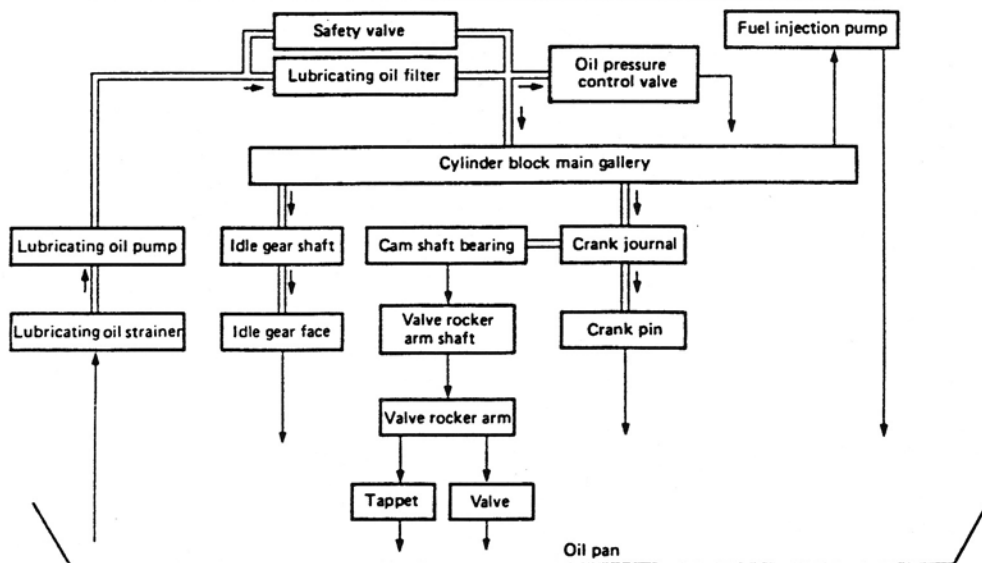 Safety valve
Fuel injection pump
Lubricating oil filter
Oil pressure
control valve
Cylinder block main gallery
Lubricating oil pump
Idle gear shaft
Cam shaft bearing
Crank journal
Lubricating oil strainer
Idle gear face
Valve rocker
arm shaft
Crank pin
Valve rocker arm
Tappet
Valve
Oil pan